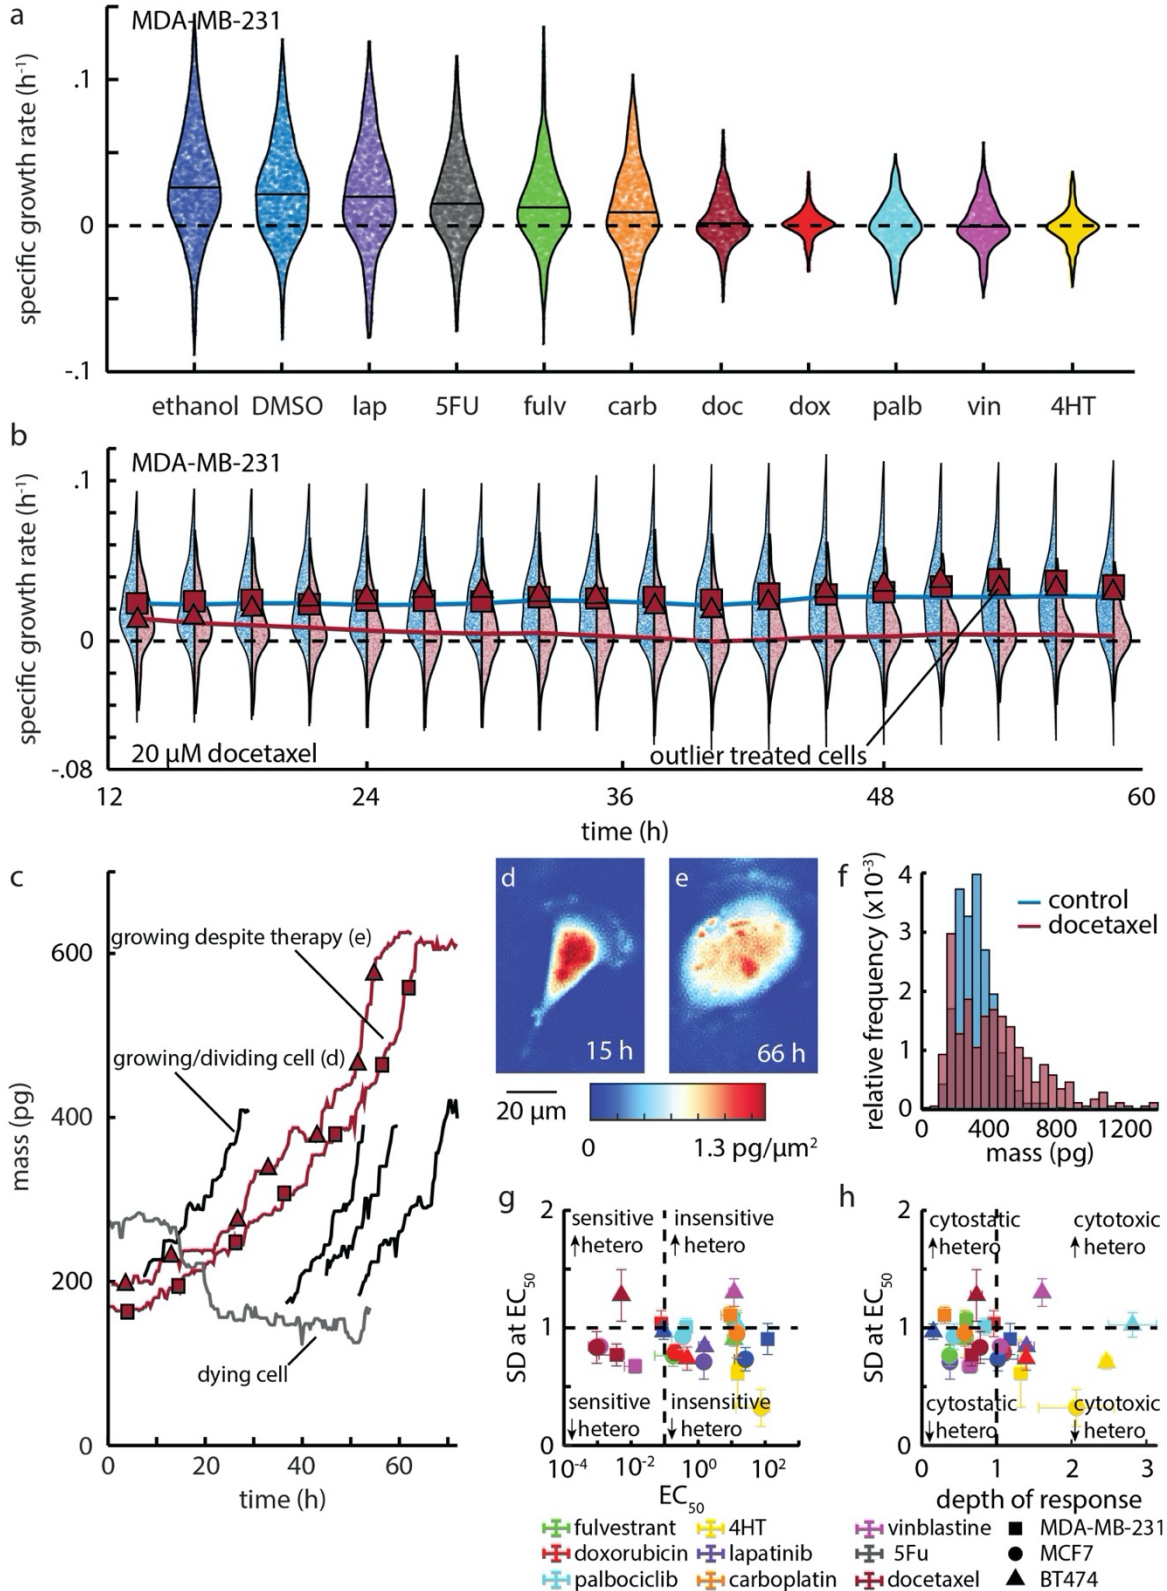 a
MDA-MB-231
specific growth rate (h⁻¹)
.1
0
-.1
ethanol DMSO lap 5FU fulv carb doc dox palb vin 4HT
b
MDA-MB-231
specific growth rate (h⁻¹)
.1
0
-.08
20 µM docetaxel
outlier treated cells
12 24 36 48 60
time (h)
c
mass (pg)
600
400
200
0
growing despite therapy (e)
growing/dividing cell (d)
dying cell
0 20 40 60
time (h)
d
15 h
e
66 h
20 µm
0 1.3 pg/µm²
f
relative frequency (x10⁻³)
4
3
2
1
0
control
docetaxel
0 400 800 1200
mass (pg)
g
SD at EC₅₀
2
1
0
sensitive
↑hetero
insensitive
↑hetero
sensitive
↓hetero
insensitive
↓hetero
10⁻⁴ 10⁻² 10⁰ 10²
EC₅₀
h
SD at EC₅₀
2
1
0
cytostatic
↑hetero
cytotoxic
↑hetero
cytostatic
↓hetero
cytotoxic
↓hetero
0 1 2 3
depth of response
fulvestrant 4HT vinblastine MDA-MB-231
doxorubicin lapatinib 5Fu MCF7
palbociclib carboplatin docetaxel BT474